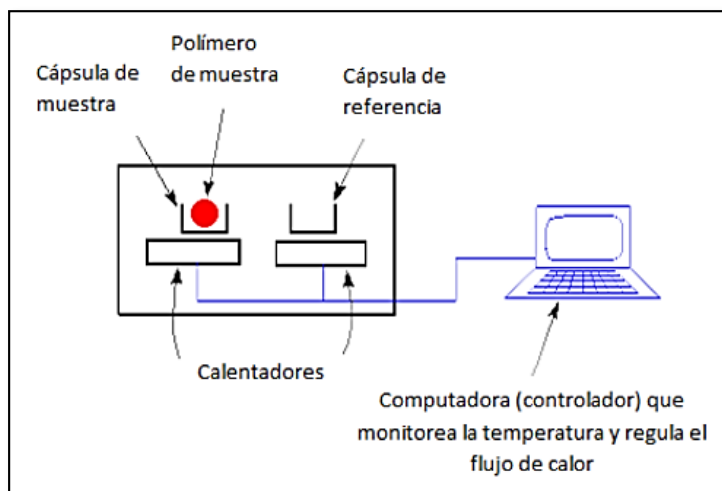 Polímero
de muestra
Cápsula de
muestra
Cápsula de
referencia
Calentadores
Computadora (controlador) que
monitorea la temperatura y regula el
flujo de calor